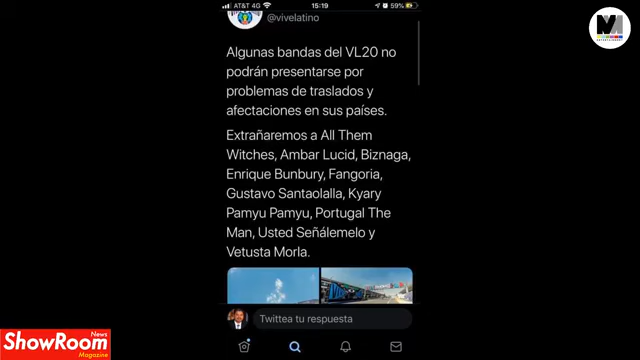 AT&T 4G
15:19
59%
@vivelatino
Algunas bandas del VL20 no
podrán presentarse por
problemas de traslados y
afectaciones en sus países.
Extrañaremos a All Them
Witches, Ambar Lucid, Biznaga,
Enrique Bunbury, Fangoria,
Gustavo Santaolalla, Kyary
Pamyu Pamyu, Portugal The
Man, Usted Señálemelo y
Vetusta Morla.
Twittea tu respuesta
ShowRoom
News
Magazine